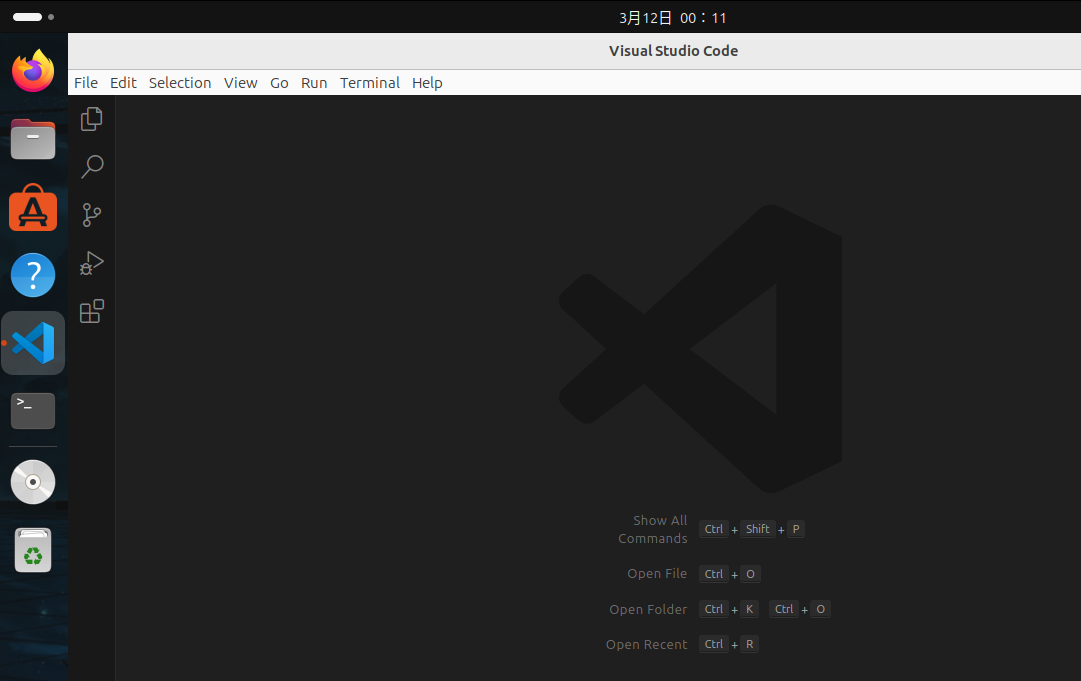 3月12日 00：11
Visual Studio Code
File Edit Selection View Go Run Terminal Help
?
>_
Show All
Commands Ctrl + Shift + P
Open File Ctrl + O
Open Folder Ctrl + K Ctrl + O
Open Recent Ctrl + R